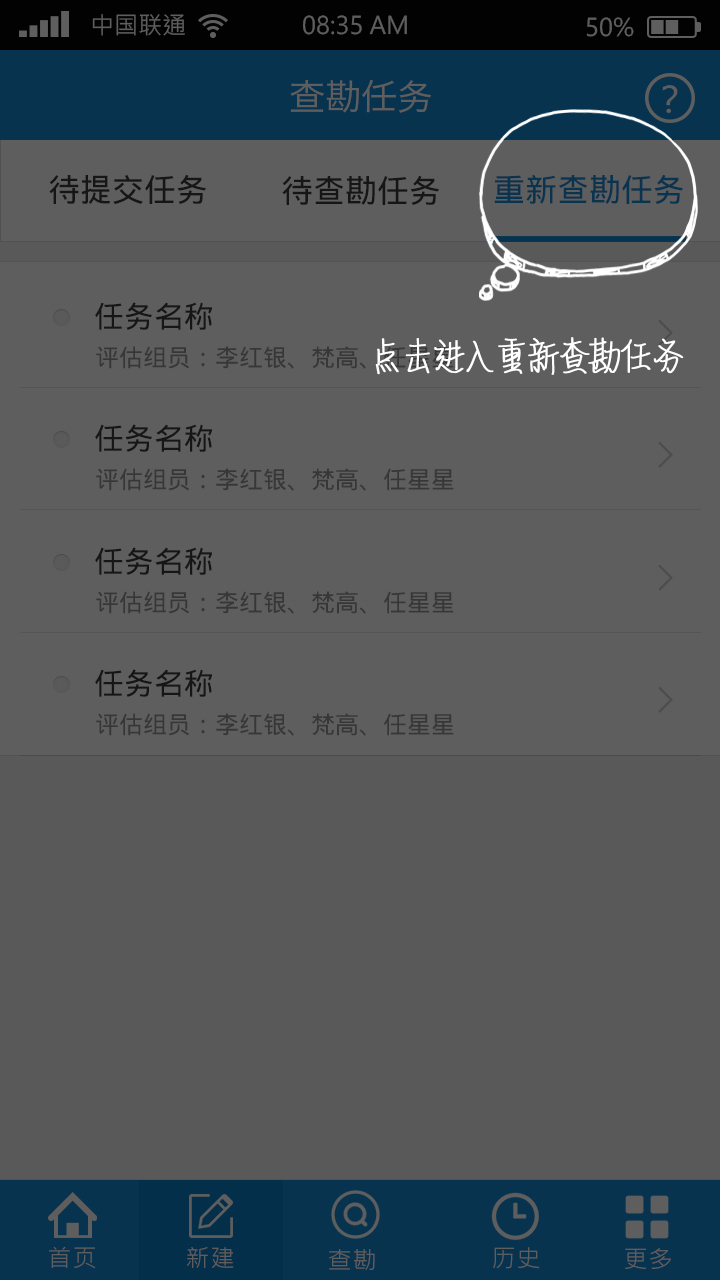 中国联通 08:35 AM 50%
查勘任务 ?
待提交任务 待查勘任务 重新查勘任务
任务名称
评估组员：李红银、梵高、
点击进入重新查勘任务
任务名称
评估组员：李红银、梵高、任星星
任务名称
评估组员：李红银、梵高、任星星
任务名称
评估组员：李红银、梵高、任星星
首页 新建 查勘 历史 更多